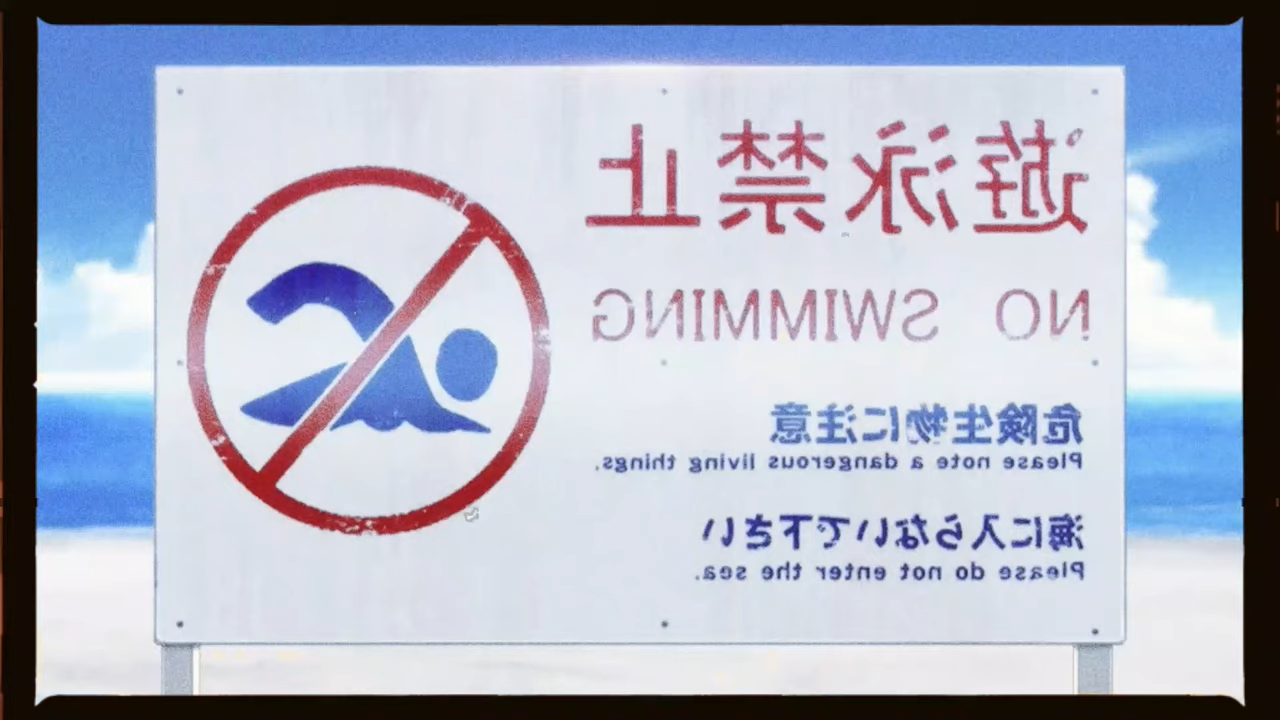 遊泳禁止
NO SWIMMING
危険生物に注意
Please note a dangerous living things.
海に入らないで下さい
Please do not enter the sea.